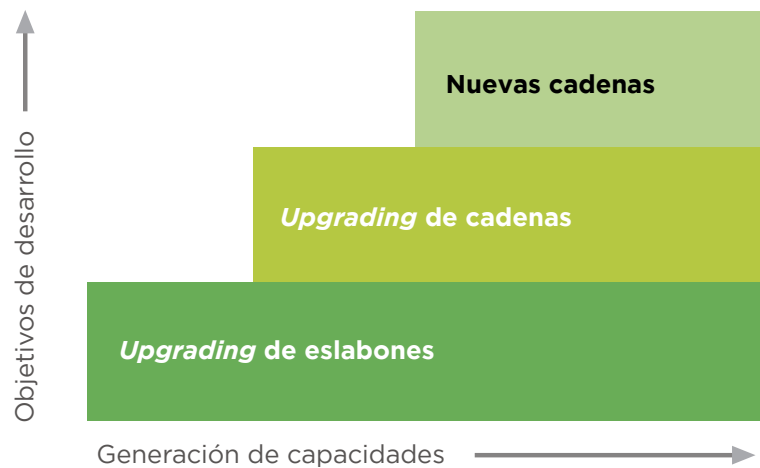 Objetivos de desarrollo
Nuevas cadenas
Upgrading de cadenas
Upgrading de eslabones
Generación de capacidades